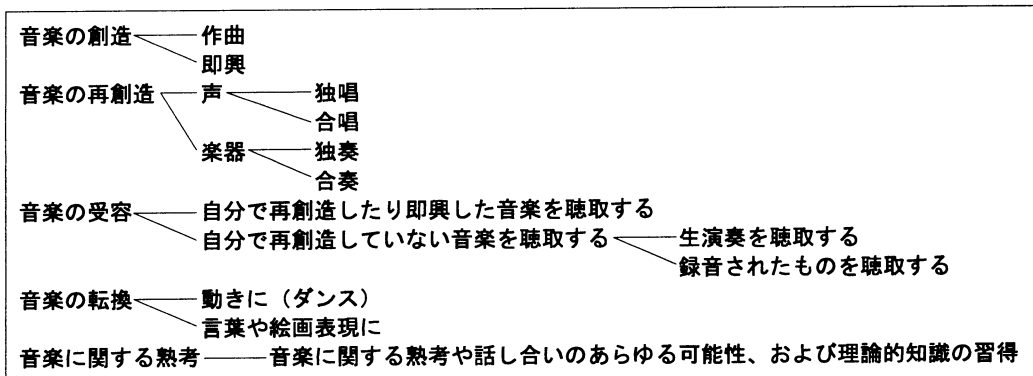 音楽の創造 作曲
即興
音楽の再創造 声 独唱
合唱
楽器 独奏
合奏
音楽の受容 自分で再創造したり即興した音楽を聴取する
自分で再創造していない音楽を聴取する 生演奏を聴取する
録音されたものを聴取する
音楽の転換 動きに（ダンス）
言葉や絵画表現に
音楽に関する熟考 音楽に関する熟考や話し合いのあらゆる可能性、および理論的知識の習得